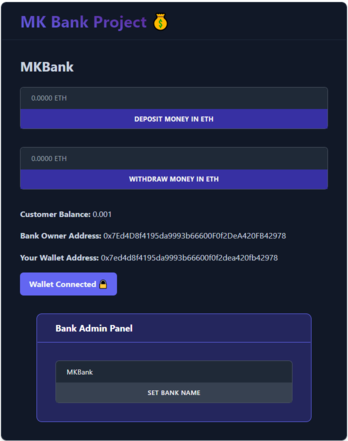 MK Bank Project 💰
MKBank
0.0000 ETH
DEPOSIT MONEY IN ETH
0.0000 ETH
WITHDRAW MONEY IN ETH
Customer Balance: 0.001
Bank Owner Address: 0x7Ed4D8f4195da9993b66600F0f2DeA420FB42978
Your Wallet Address: 0x7ed4d8f4195da9993b66600f0f2dea420fb42978
Wallet Connected 🔒
Bank Admin Panel
MKBank
SET BANK NAME